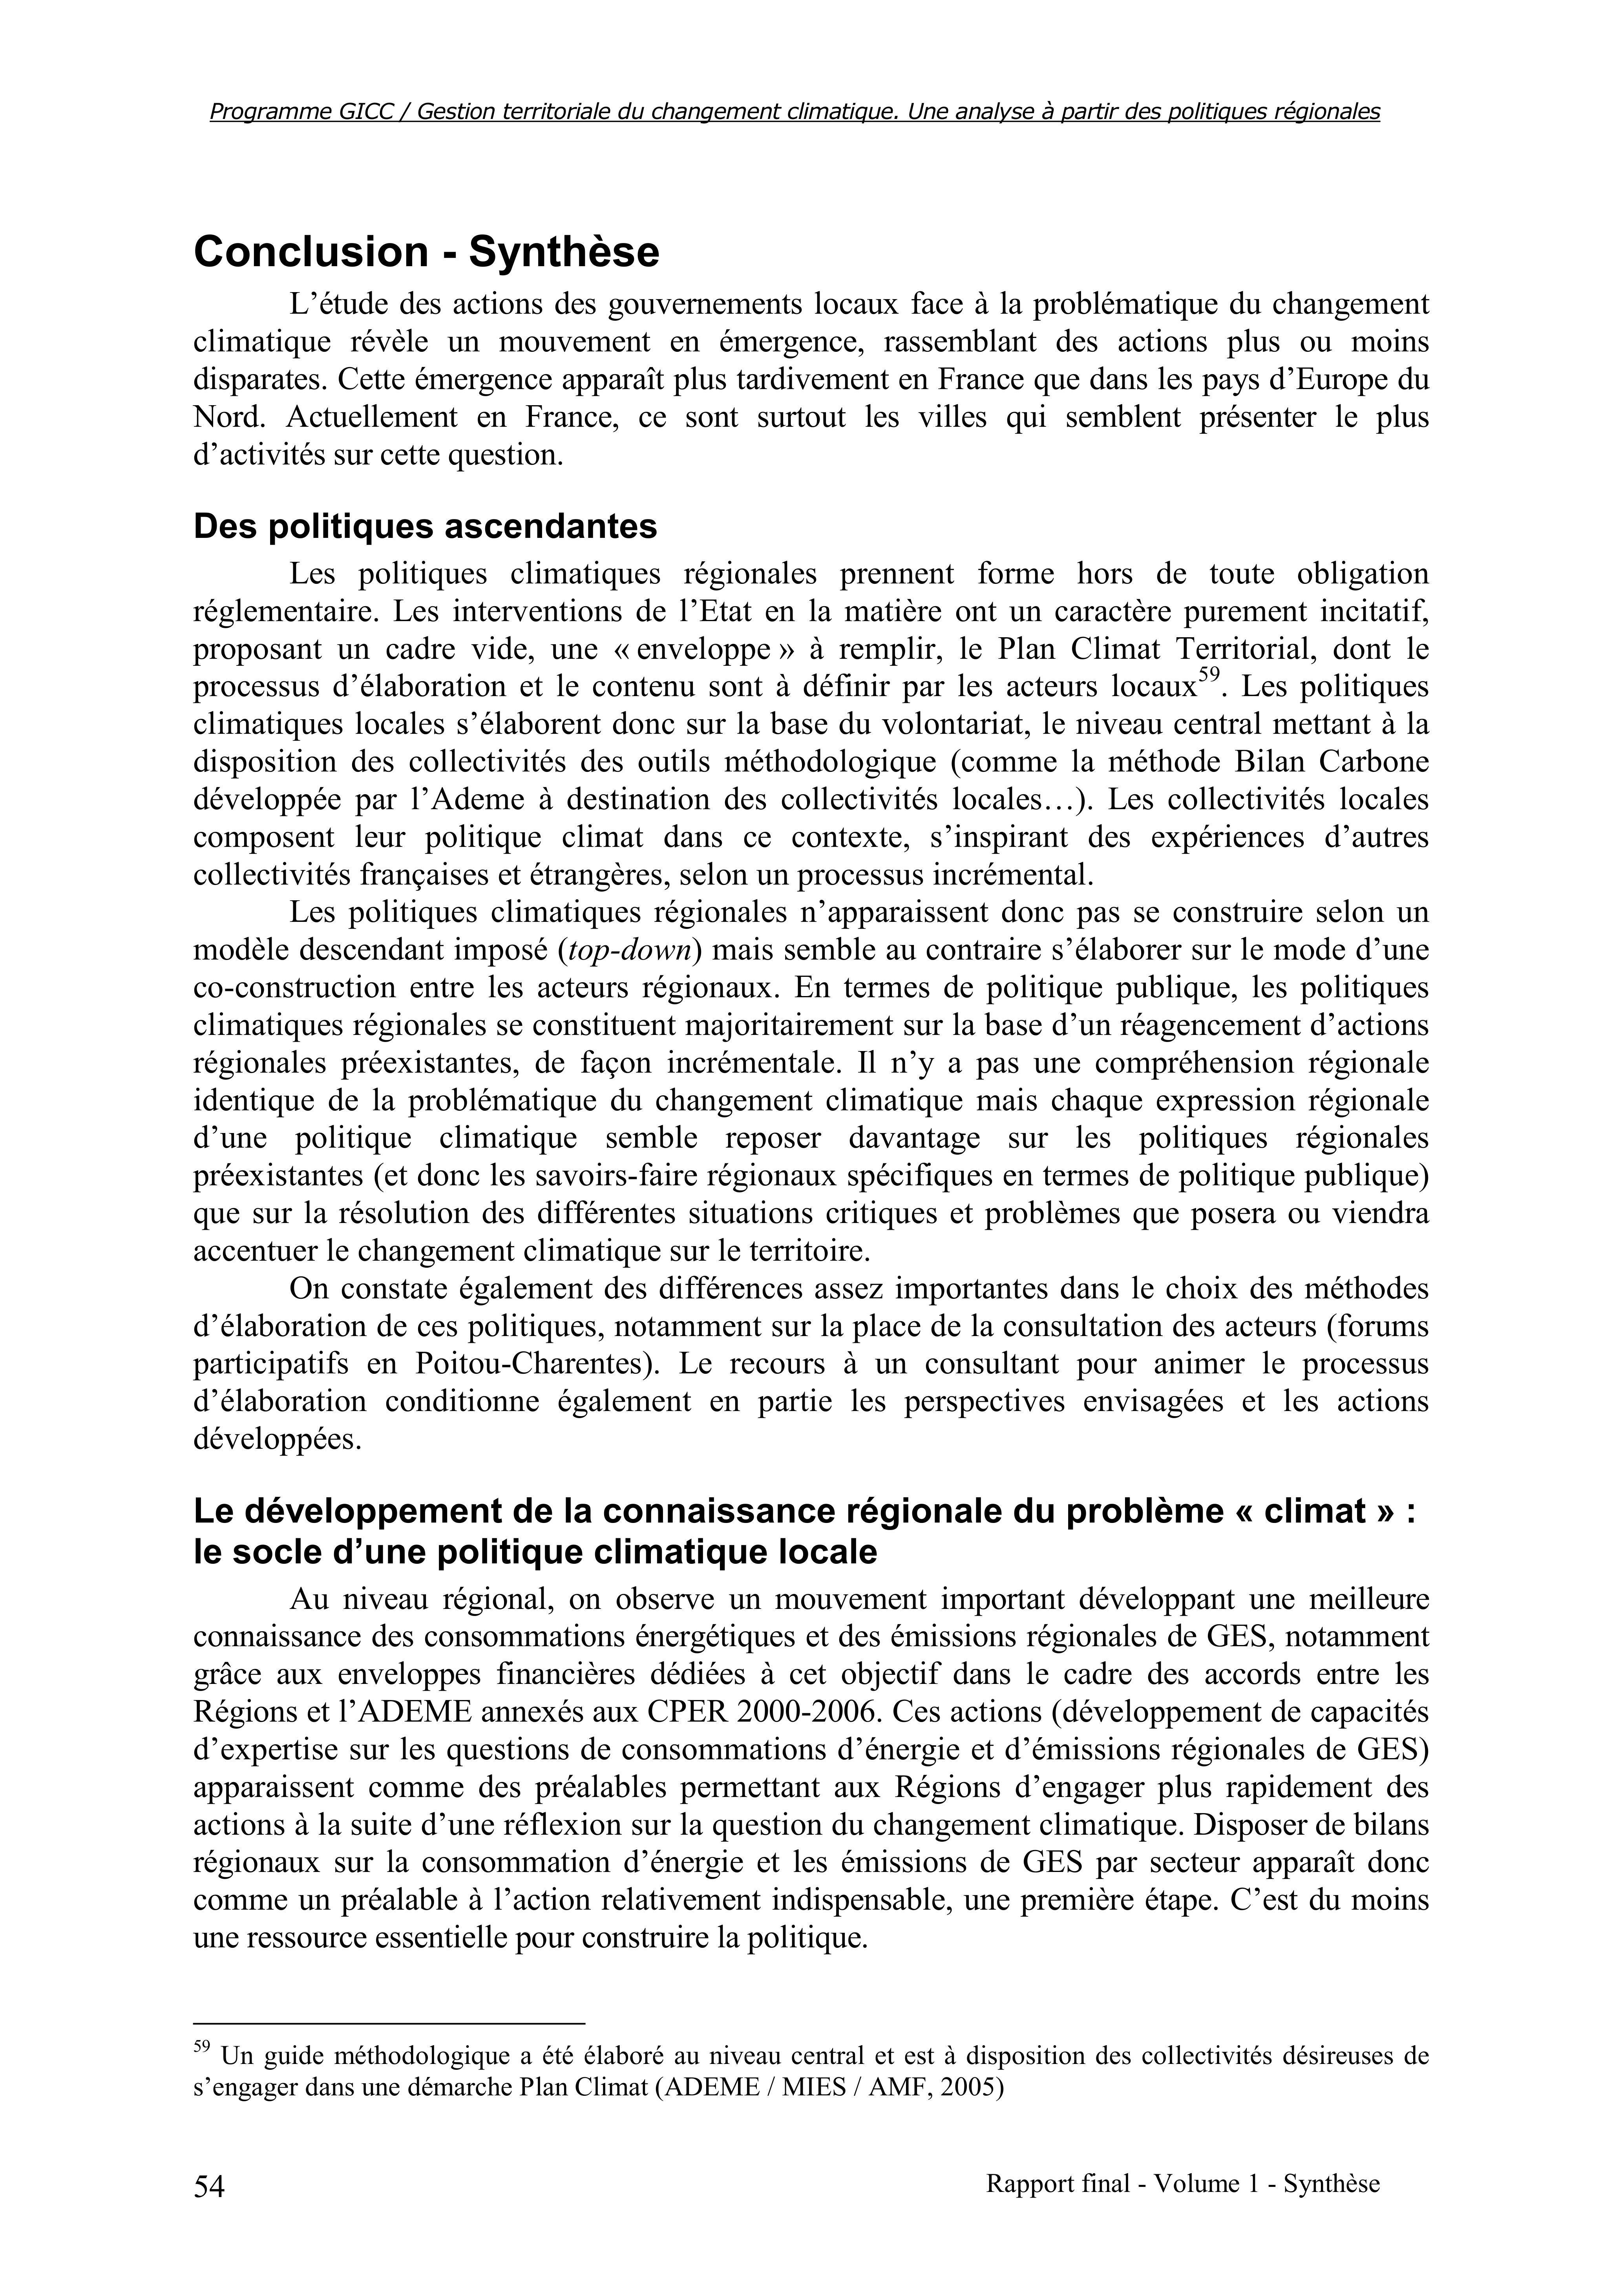 Programme GICC / Gestion territoriale du changement climatique. Une analyse à partir des politiques régionales
Conclusion - Synthèse
L’étude des actions des gouvernements locaux face à la problématique du changement
climatique révèle un mouvement en émergence, rassemblant des actions plus ou moins
disparates. Cette émergence apparaît plus tardivement en France que dans les pays d’Europe du
Nord. Actuellement en France, ce sont surtout les villes qui semblent présenter le plus
d’activités sur cette question.
Des politiques ascendantes
Les politiques climatiques régionales prennent forme hors de toute obligation
réglementaire. Les interventions de l’Etat en la matière ont un caractère purement incitatif,
proposant un cadre vide, une « enveloppe » à remplir, le Plan Climat Territorial, dont le
processus d’élaboration et le contenu sont à définir par les acteurs locaux59. Les politiques
climatiques locales s’élaborent donc sur la base du volontariat, le niveau central mettant à la
disposition des collectivités des outils méthodologique (comme la méthode Bilan Carbone
développée par l’Ademe à destination des collectivités locales…). Les collectivités locales
composent leur politique climat dans ce contexte, s’inspirant des expériences d’autres
collectivités françaises et étrangères, selon un processus incrémental.
Les politiques climatiques régionales n’apparaissent donc pas se construire selon un
modèle descendant imposé (top-down) mais semble au contraire s’élaborer sur le mode d’une
co-construction entre les acteurs régionaux. En termes de politique publique, les politiques
climatiques régionales se constituent majoritairement sur la base d’un réagencement d’actions
régionales préexistantes, de façon incrémentale. Il n’y a pas une compréhension régionale
identique de la problématique du changement climatique mais chaque expression régionale
d’une politique climatique semble reposer davantage sur les politiques régionales
préexistantes (et donc les savoirs-faire régionaux spécifiques en termes de politique publique)
que sur la résolution des différentes situations critiques et problèmes que posera ou viendra
accentuer le changement climatique sur le territoire.
On constate également des différences assez importantes dans le choix des méthodes
d’élaboration de ces politiques, notamment sur la place de la consultation des acteurs (forums
participatifs en Poitou-Charentes). Le recours à un consultant pour animer le processus
d’élaboration conditionne également en partie les perspectives envisagées et les actions
développées.
Le développement de la connaissance régionale du problème « climat » :
le socle d’une politique climatique locale
Au niveau régional, on observe un mouvement important développant une meilleure
connaissance des consommations énergétiques et des émissions régionales de GES, notamment
grâce aux enveloppes financières dédiées à cet objectif dans le cadre des accords entre les
Régions et l’ADEME annexés aux CPER 2000-2006. Ces actions (développement de capacités
d’expertise sur les questions de consommations d’énergie et d’émissions régionales de GES)
apparaissent comme des préalables permettant aux Régions d’engager plus rapidement des
actions à la suite d’une réflexion sur la question du changement climatique. Disposer de bilans
régionaux sur la consommation d’énergie et les émissions de GES par secteur apparaît donc
comme un préalable à l’action relativement indispensable, une première étape. C’est du moins
une ressource essentielle pour construire la politique.
59 Un guide méthodologique a été élaboré au niveau central et est à disposition des collectivités désireuses de
s’engager dans une démarche Plan Climat (ADEME / MIES / AMF, 2005)
54 Rapport final - Volume 1 - Synthèse